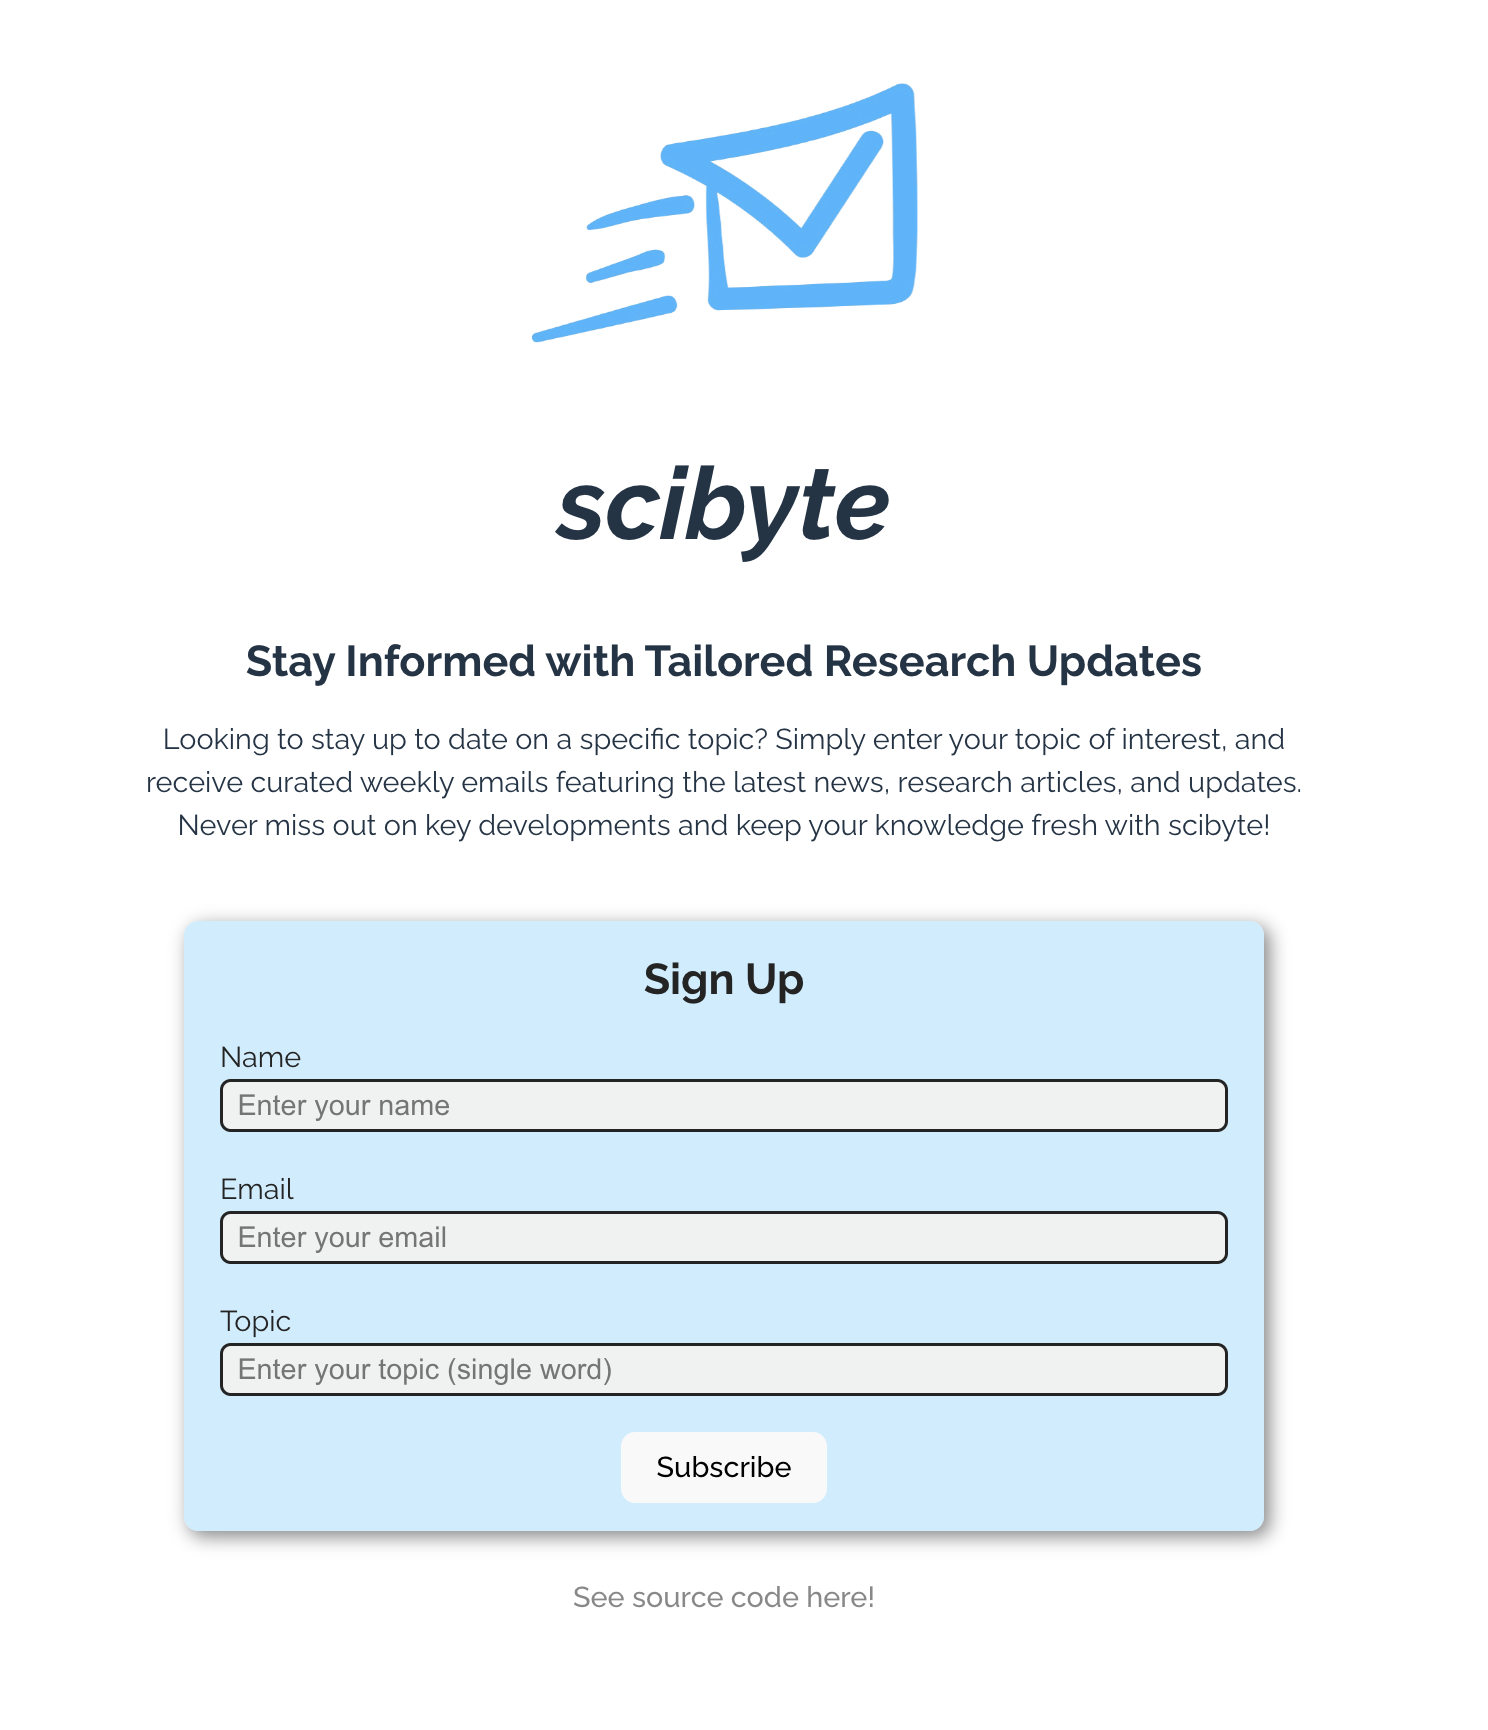 scibyte
Stay Informed with Tailored Research Updates
Looking to stay up to date on a specific topic? Simply enter your topic of interest, and
receive curated weekly emails featuring the latest news, research articles, and updates.
Never miss out on key developments and keep your knowledge fresh with scibyte!
Sign Up
Name
Enter your name
Email
Enter your email
Topic
Enter your topic (single word)
Subscribe
See source code here!